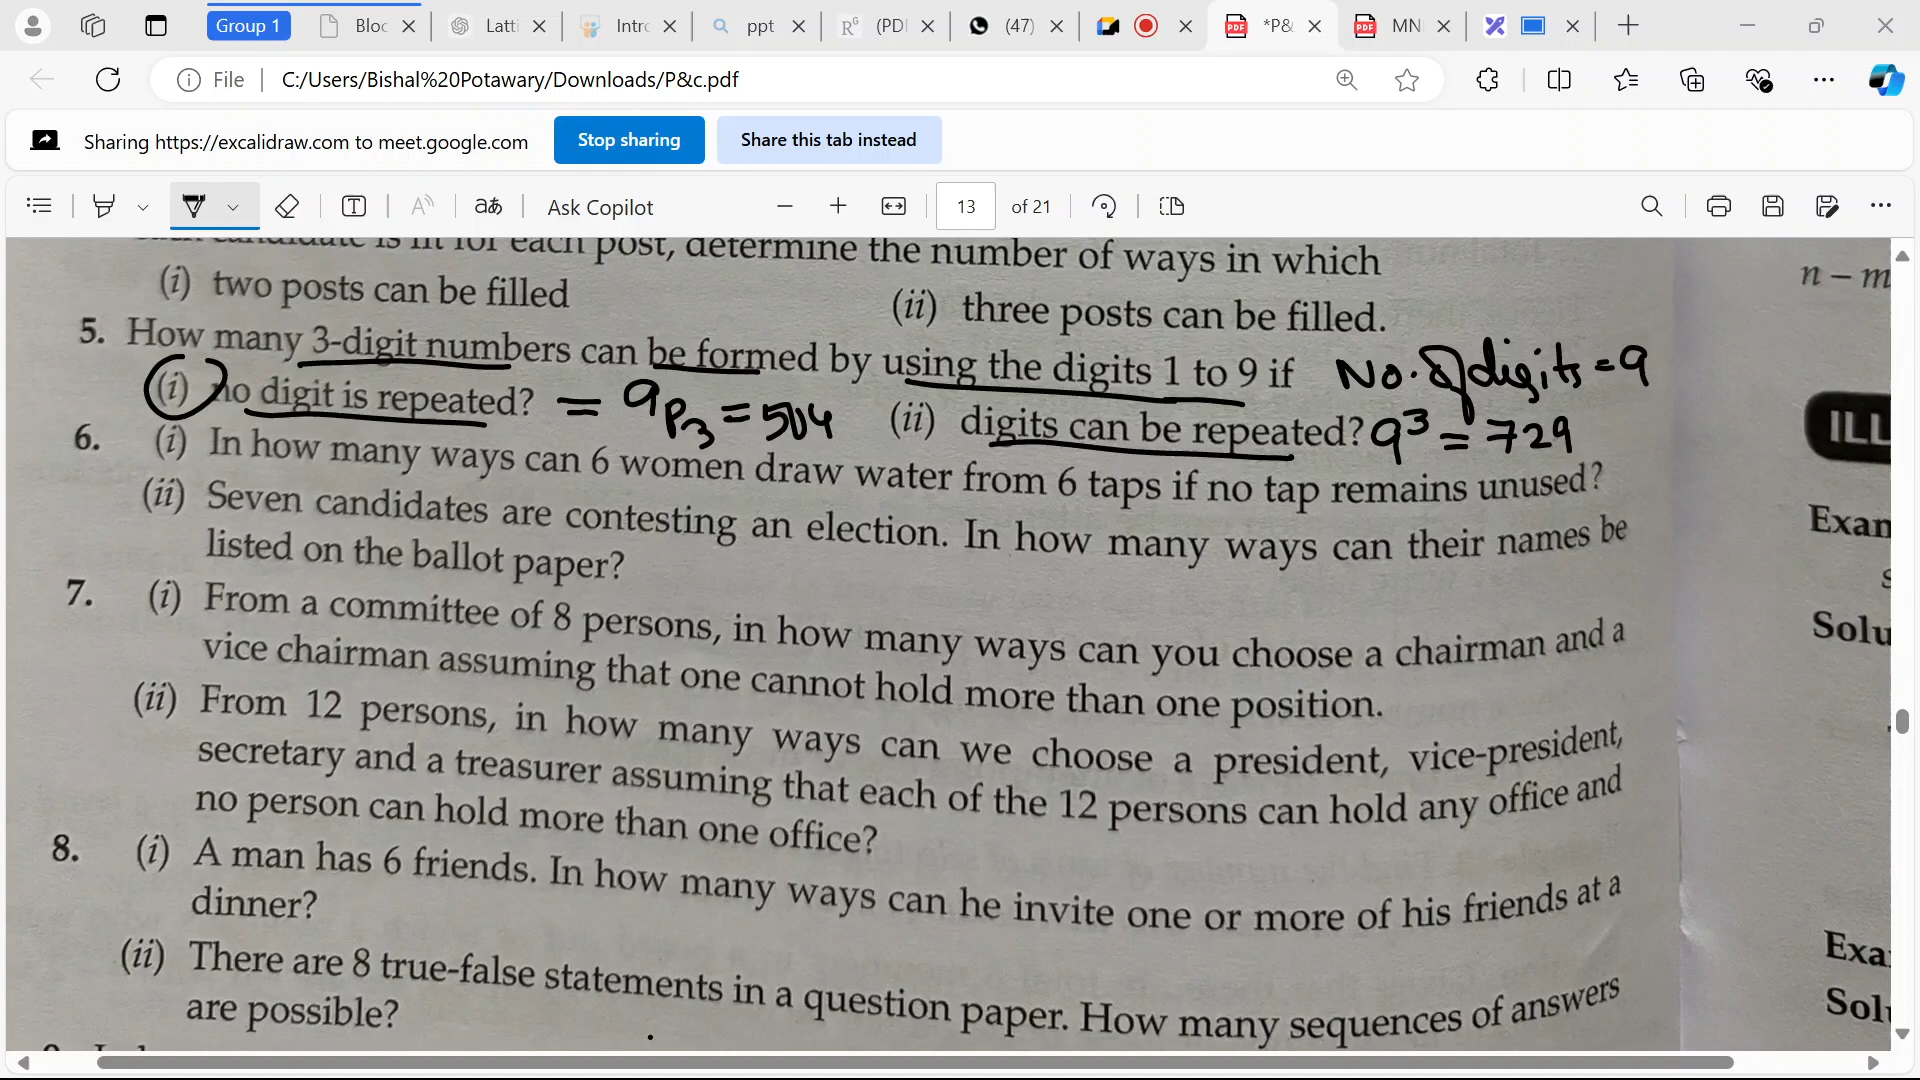 Group 1 Bloc Latti Intro ppt (PDI (47) *P& MN
File C:/Users/Bishal%20Potawary/Downloads/P&c.pdf
Sharing https://excalidraw.com to meet.google.com Stop sharing Share this tab instead
Ask Copilot 13 of 21
such candidate is fit for each post, determine the number of ways in which
(i) two posts can be filled (ii) three posts can be filled.
5. How many 3-digit numbers can be formed by using the digits 1 to 9 if No. of digits = 9
(i) no digit is repeated? = 9P3 = 504 (ii) digits can be repeated? 9³ = 729
6. (i) In how many ways can 6 women draw water from 6 taps if no tap remains unused?
(ii) Seven candidates are contesting an election. In how many ways can their names be
listed on the ballot paper?
7. (i) From a committee of 8 persons, in how many ways can you choose a chairman and a
vice chairman assuming that one cannot hold more than one position.
(ii) From 12 persons, in how many ways can we choose a president, vice-president,
secretary and a treasurer assuming that each of the 12 persons can hold any office and
no person can hold more than one office?
8. (i) A man has 6 friends. In how many ways can he invite one or more of his friends at a
dinner?
(ii) There are 8 true-false statements in a question paper. How many sequences of answers
are possible?
n – m
ILL
Exan
s
Solu
Exa
Solu